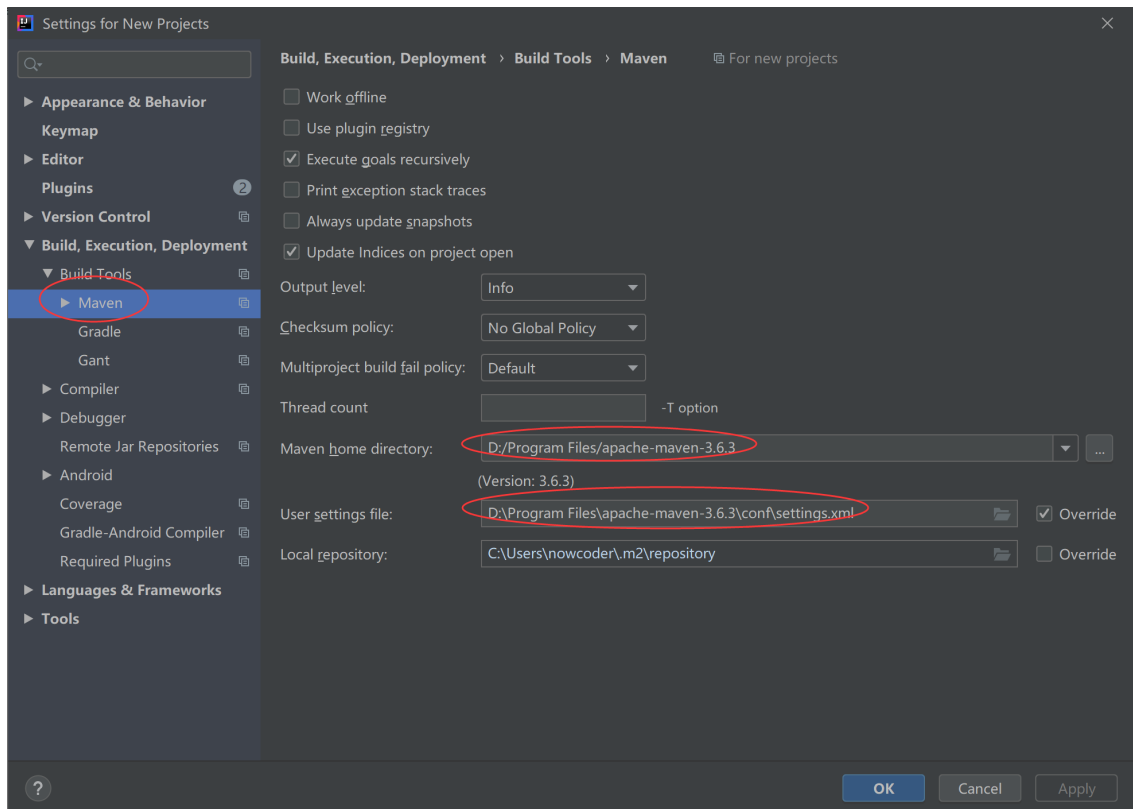 Settings for New Projects
Appearance & Behavior
Keymap
Editor
Plugins 2
Version Control
Build, Execution, Deployment
Build Tools
Maven
Gradle
Gant
Compiler
Debugger
Remote Jar Repositories
Android
Coverage
Gradle-Android Compiler
Required Plugins
Languages & Frameworks
Tools
Build, Execution, Deployment › Build Tools › Maven For new projects
Work offline
Use plugin registry
Execute goals recursively
Print exception stack traces
Always update snapshots
Update Indices on project open
Output level: Info
Checksum policy: No Global Policy
Multiproject build fail policy: Default
Thread count -T option
Maven home directory: D:/Program Files/apache-maven-3.6.3 ...
(Version: 3.6.3)
User settings file: D:\Program Files\apache-maven-3.6.3\conf\settings.xml Override
Local repository: C:\Users\nowcoder\.m2\repository Override
? OK Cancel Apply